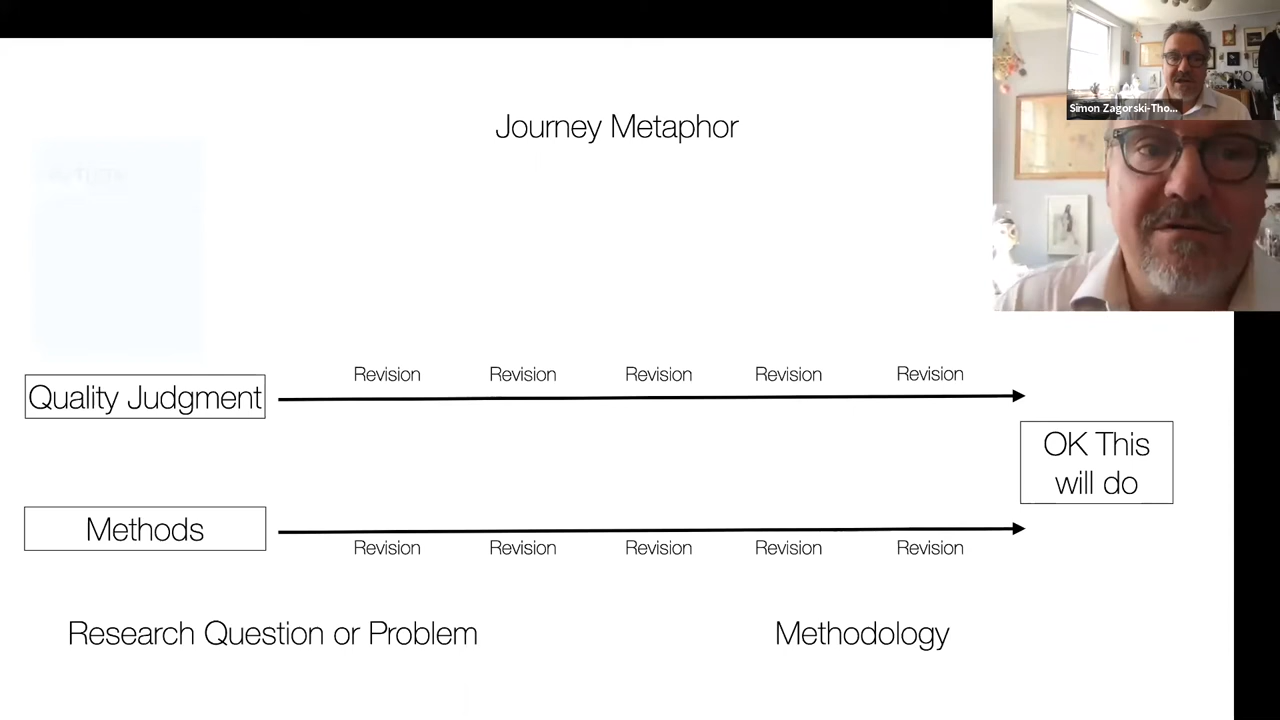 Simon Zagorski-Tho...
Journey Metaphor
Revision Revision Revision Revision Revision
Quality Judgment
OK This
will do
Methods
Revision Revision Revision Revision Revision
Research Question or Problem
Methodology